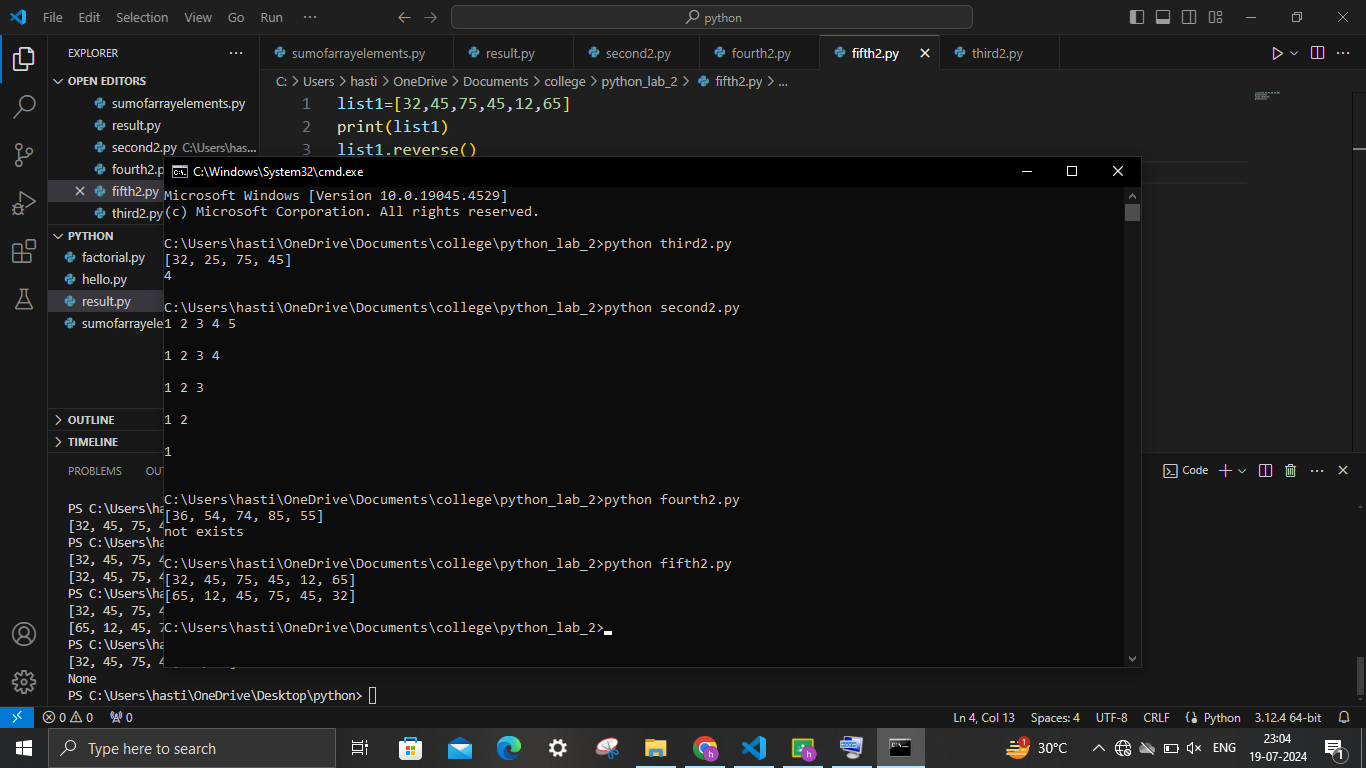 File Edit Selection View Go Run ··· python
EXPLORER ···
OPEN EDITORS
sumofarrayelements.py
result.py
second2.py C:\Users\has...
fourth2.p
fifth2.py
third2.py
PYTHON
factorial.py
hello.py
result.py
sumofarrayele
OUTLINE
TIMELINE
sumofarrayelements.py result.py second2.py fourth2.py fifth2.py third2.py
C: > Users > hasti > OneDrive > Documents > college > python_lab_2 > fifth2.py > ...
1 list1=[32,45,75,45,12,65]
2 print(list1)
3 list1.reverse()
C:\Windows\System32\cmd.exe
Microsoft Windows [Version 10.0.19045.4529]
(c) Microsoft Corporation. All rights reserved.
C:\Users\hasti\OneDrive\Documents\college\python_lab_2>python third2.py
[32, 25, 75, 45]
4
C:\Users\hasti\OneDrive\Documents\college\python_lab_2>python second2.py
1 2 3 4 5
1 2 3 4
1 2 3
1 2
1
C:\Users\hasti\OneDrive\Documents\college\python_lab_2>python fourth2.py
[36, 54, 74, 85, 55]
not exists
C:\Users\hasti\OneDrive\Documents\college\python_lab_2>python fifth2.py
[32, 45, 75, 45, 12, 65]
[65, 12, 45, 75, 45, 32]
C:\Users\hasti\OneDrive\Documents\college\python_lab_2>
PROBLEMS OU Code
PS C:\Users\ha
[32, 45, 75, 4
PS C:\Users\ha
[32, 45, 75, 4
[32, 45, 75, 4
PS C:\Users\ha
[32, 45, 75, 4
[65, 12, 45, 7
PS C:\Users\ha
[32, 45, 75, 4
None
PS C:\Users\hasti\OneDrive\Desktop\python>
0 0 0 Ln 4, Col 13 Spaces: 4 UTF-8 CRLF Python 3.12.4 64-bit
Type here to search 1 30°C ENG 23:04 1
19-07-2024